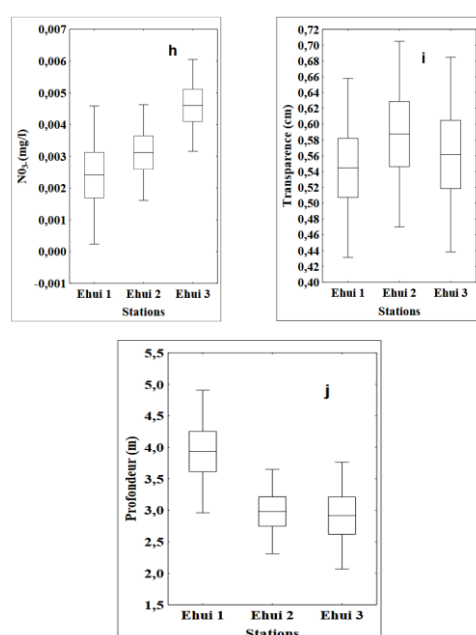 h
N0₃₋(mg/l)
0,007
0,006
0,005
0,004
0,003
0,002
0,001
0,000
-0,001
Ehui 1 Ehui 2 Ehui 3
Stations
i
Transparence (cm)
0,72
0,70
0,68
0,66
0,64
0,62
0,60
0,58
0,56
0,54
0,52
0,50
0,48
0,46
0,44
0,42
0,40
Ehui 1 Ehui 2 Ehui 3
Stations
j
Profondeur (m)
5,5
5,0
4,5
4,0
3,5
3,0
2,5
2,0
1,5
Ehui 1 Ehui 2 Ehui 3
Stations